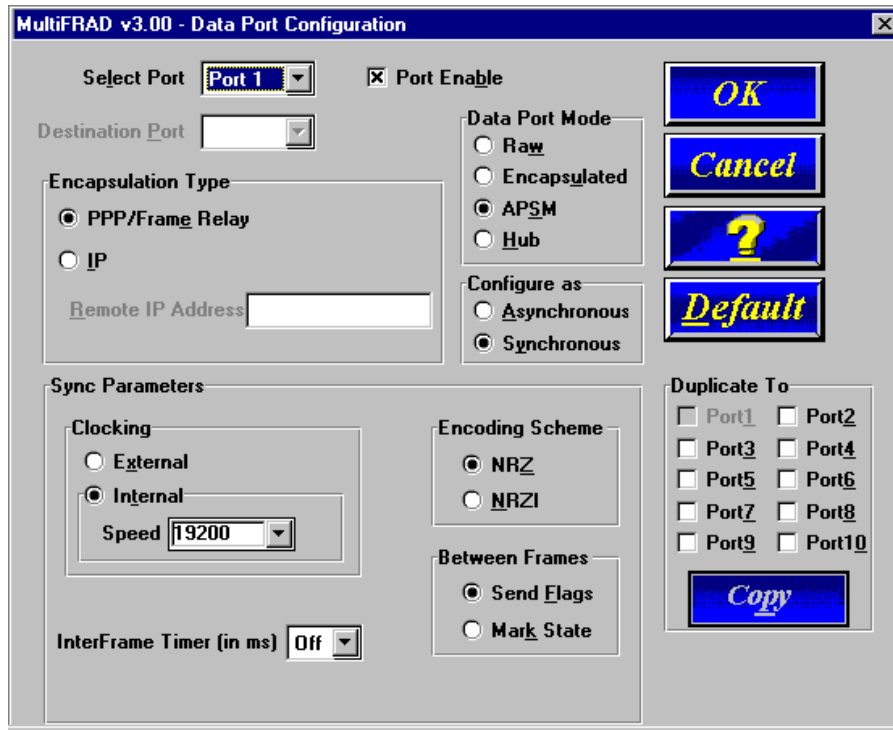 MultiFRAD v3.00 - Data Port Configuration
Select Port Port 1
Port Enable
Destination Port
Encapsulation Type
PPP/Frame Relay
IP
Remote IP Address
Data Port Mode
Raw
Encapsulated
APSM
Hub
Configure as
Asynchronous
Synchronous
OK
Cancel
?
Default
Sync Parameters
Clocking
External
Internal
Speed 19200
InterFrame Timer (in ms) Off
Encoding Scheme
NRZ
NRZI
Between Frames
Send Flags
Mark State
Duplicate To
Port1 Port2
Port3 Port4
Port5 Port6
Port7 Port8
Port9 Port10
Copy